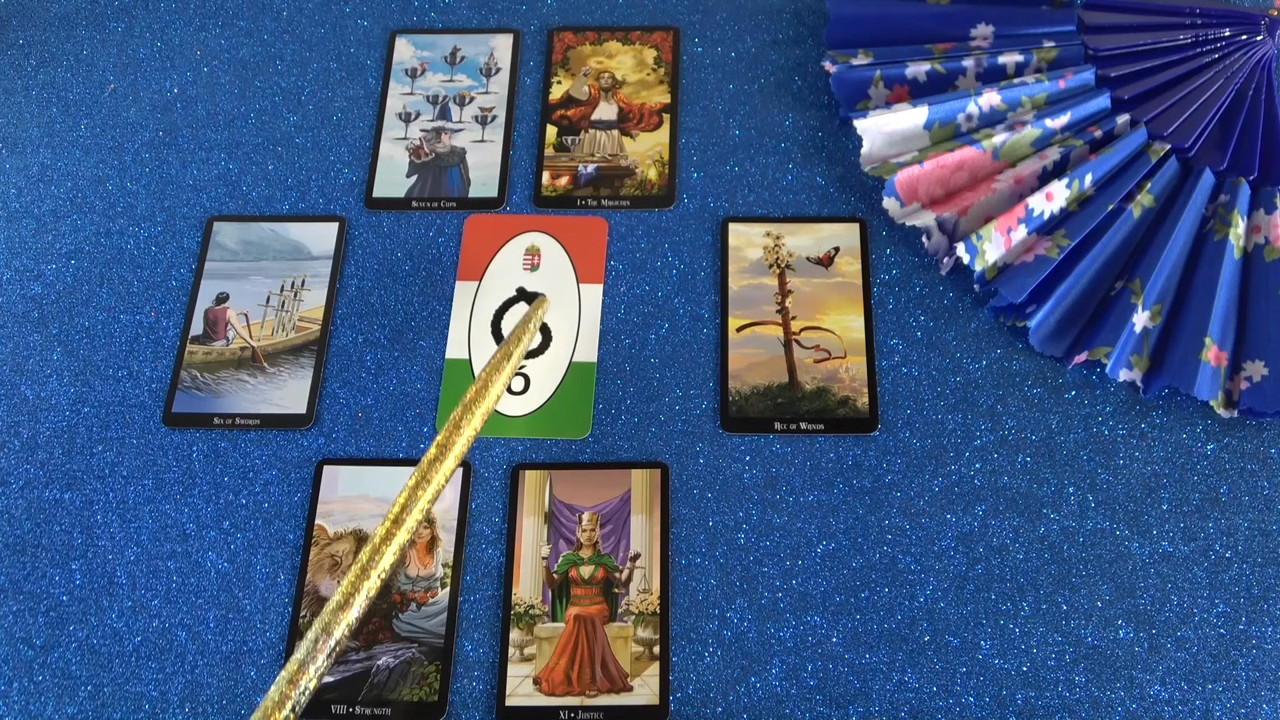 Seven of Cups
I • The Magician
Six of Swords
Ó
Ace of Wands
VIII • Strength
XI • Justice